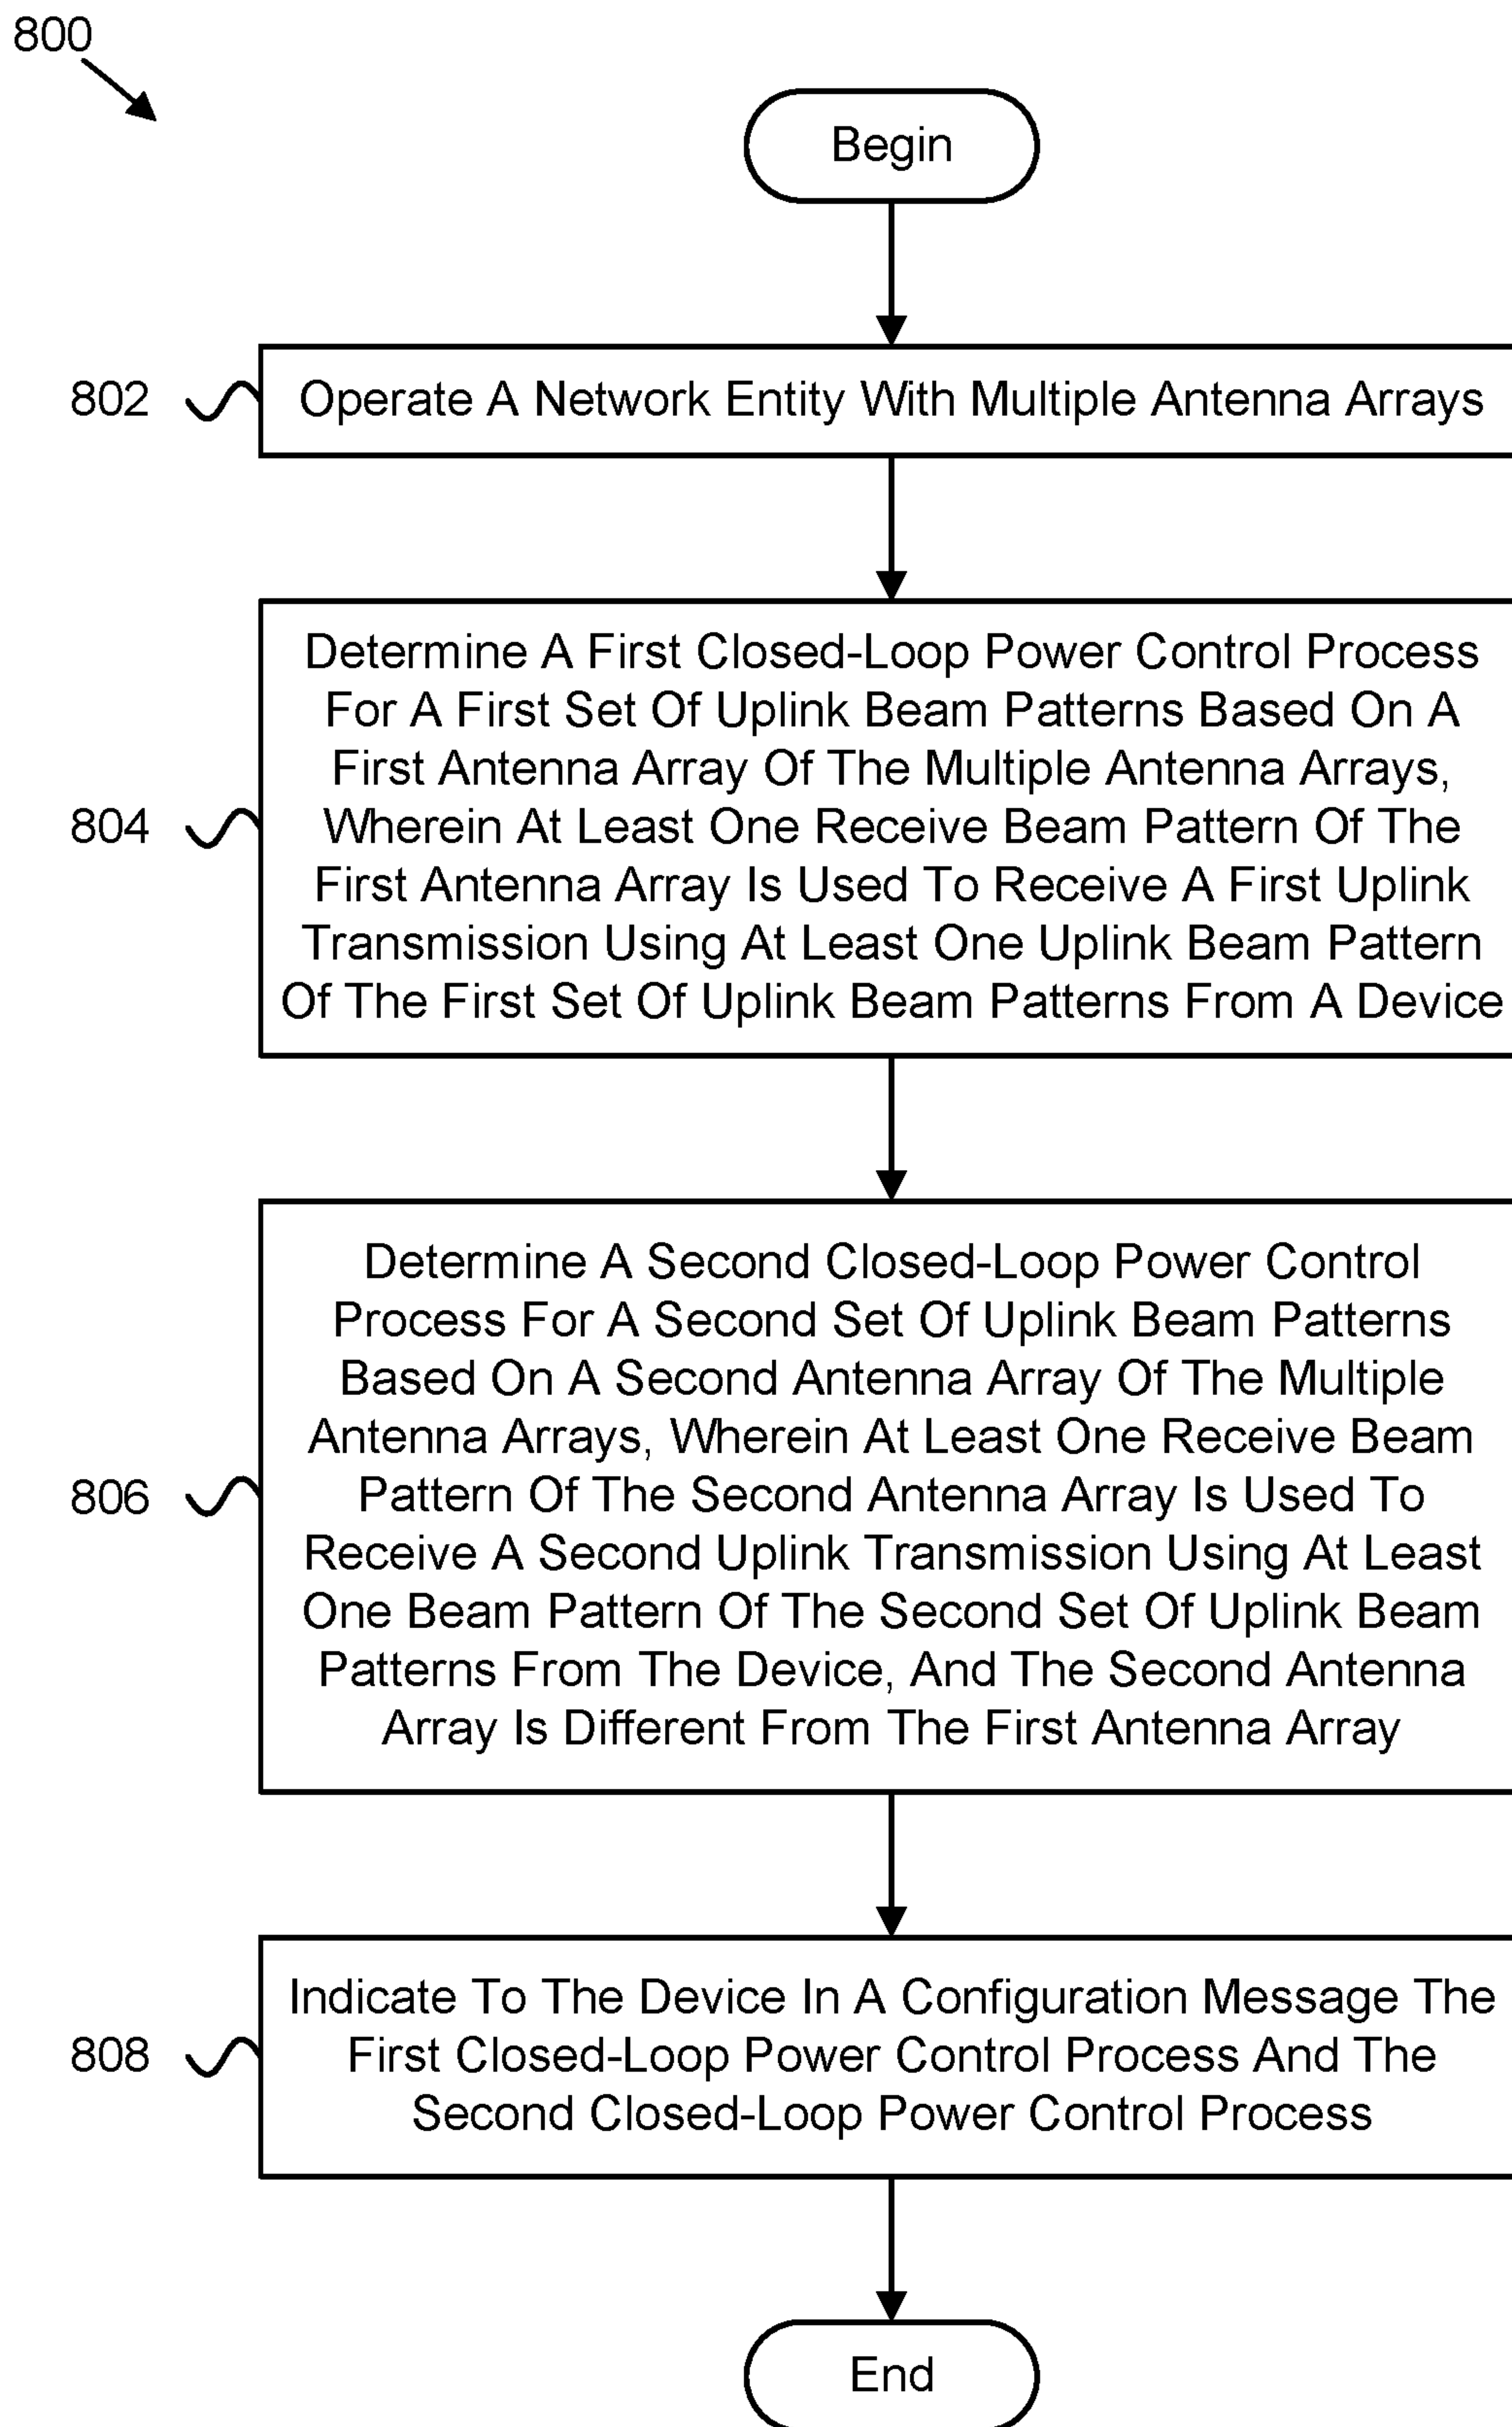 800
Begin
802
Operate A Network Entity With Multiple Antenna Arrays
804
Determine A First Closed-Loop Power Control Process
For A First Set Of Uplink Beam Patterns Based On A
First Antenna Array Of The Multiple Antenna Arrays,
Wherein At Least One Receive Beam Pattern Of The
First Antenna Array Is Used To Receive A First Uplink
Transmission Using At Least One Uplink Beam Pattern
Of The First Set Of Uplink Beam Patterns From A Device
806
Determine A Second Closed-Loop Power Control
Process For A Second Set Of Uplink Beam Patterns
Based On A Second Antenna Array Of The Multiple
Antenna Arrays, Wherein At Least One Receive Beam
Pattern Of The Second Antenna Array Is Used To
Receive A Second Uplink Transmission Using At Least
One Beam Pattern Of The Second Set Of Uplink Beam
Patterns From The Device, And The Second Antenna
Array Is Different From The First Antenna Array
808
Indicate To The Device In A Configuration Message The
First Closed-Loop Power Control Process And The
Second Closed-Loop Power Control Process
End